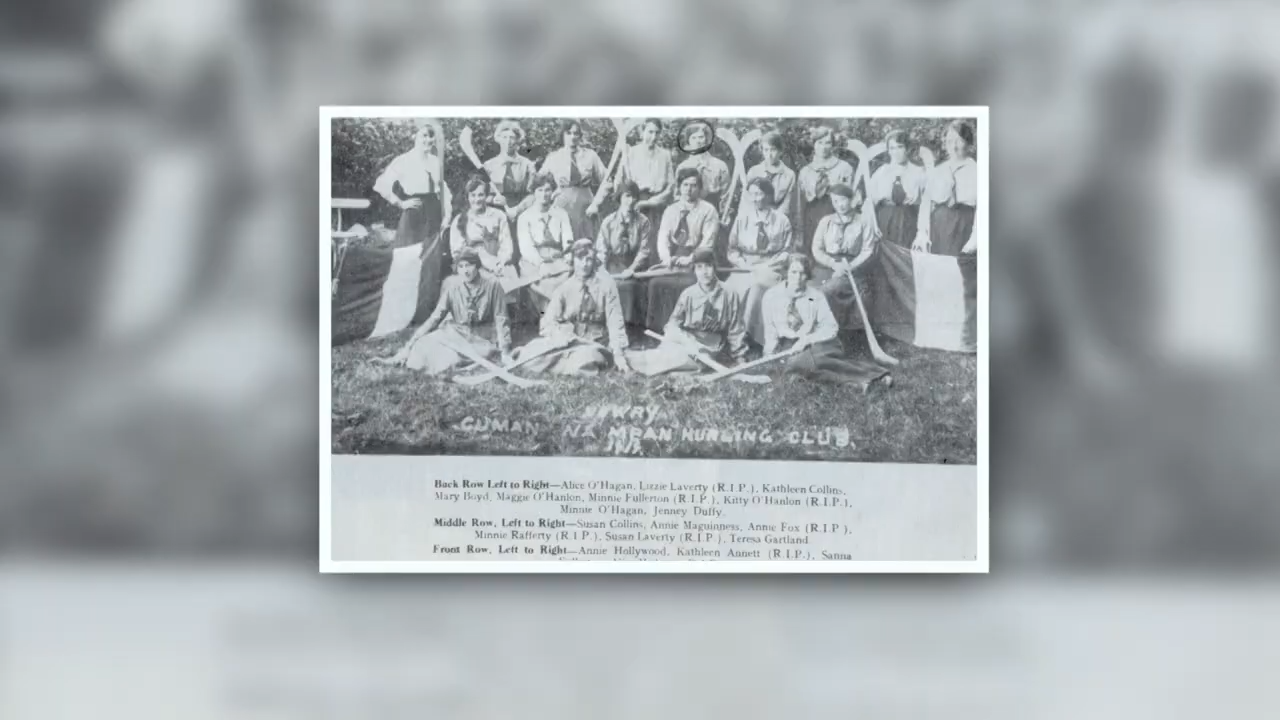 NEWRY
CUMAN NA MBAN HURLING CLUB.
Back Row Left to Right—Alice O'Hagan, Lizzie Laverty (R.I.P.), Kathleen Collins,
Mary Boyd, Maggie O'Hanlon, Minnie Fullerton (R.I.P.), Kitty O'Hanlon (R.I.P.),
Minnie O'Hagan, Jenney Duffy.
Middle Row, Left to Right—Susan Collins, Annie Maguinness, Annie Fox (R.I.P.),
Minnie Rafferty (R.I.P.), Susan Laverty (R.I.P.), Teresa Gartland
Front Row, Left to Right—Annie Hollywood, Kathleen Annett (R.I.P.), Sanna